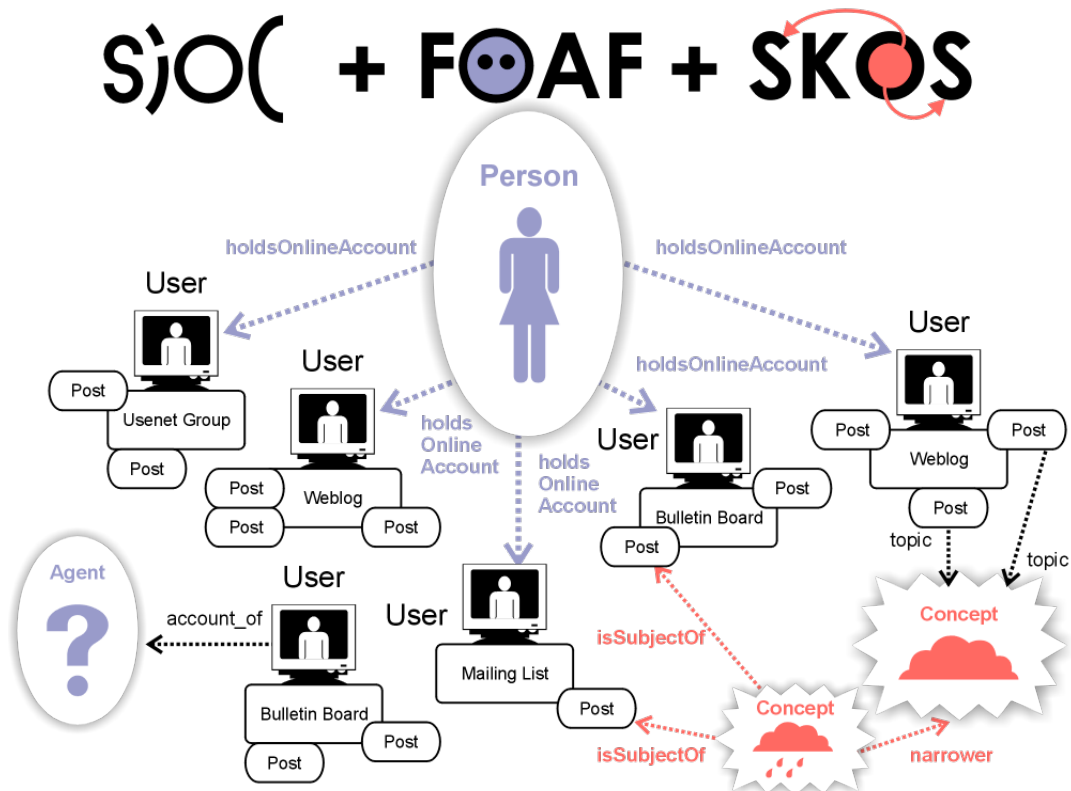 SiOC + FOAF + SKOS
Person
holdsOnlineAccount
holdsOnlineAccount
User
User
User
holdsOnlineAccount
Post
Usenet Group
Post
holds
Online
Account
User
Post
Post
Weblog
Post
Post
Weblog
Post
Post
holds
Online
Account
Post
Bulletin Board
Post
topic
topic
Agent
User
account_of
User
Concept
isSubjectOf
Mailing List
Post
Concept
Bulletin Board
Post
Post
isSubjectOf
narrower